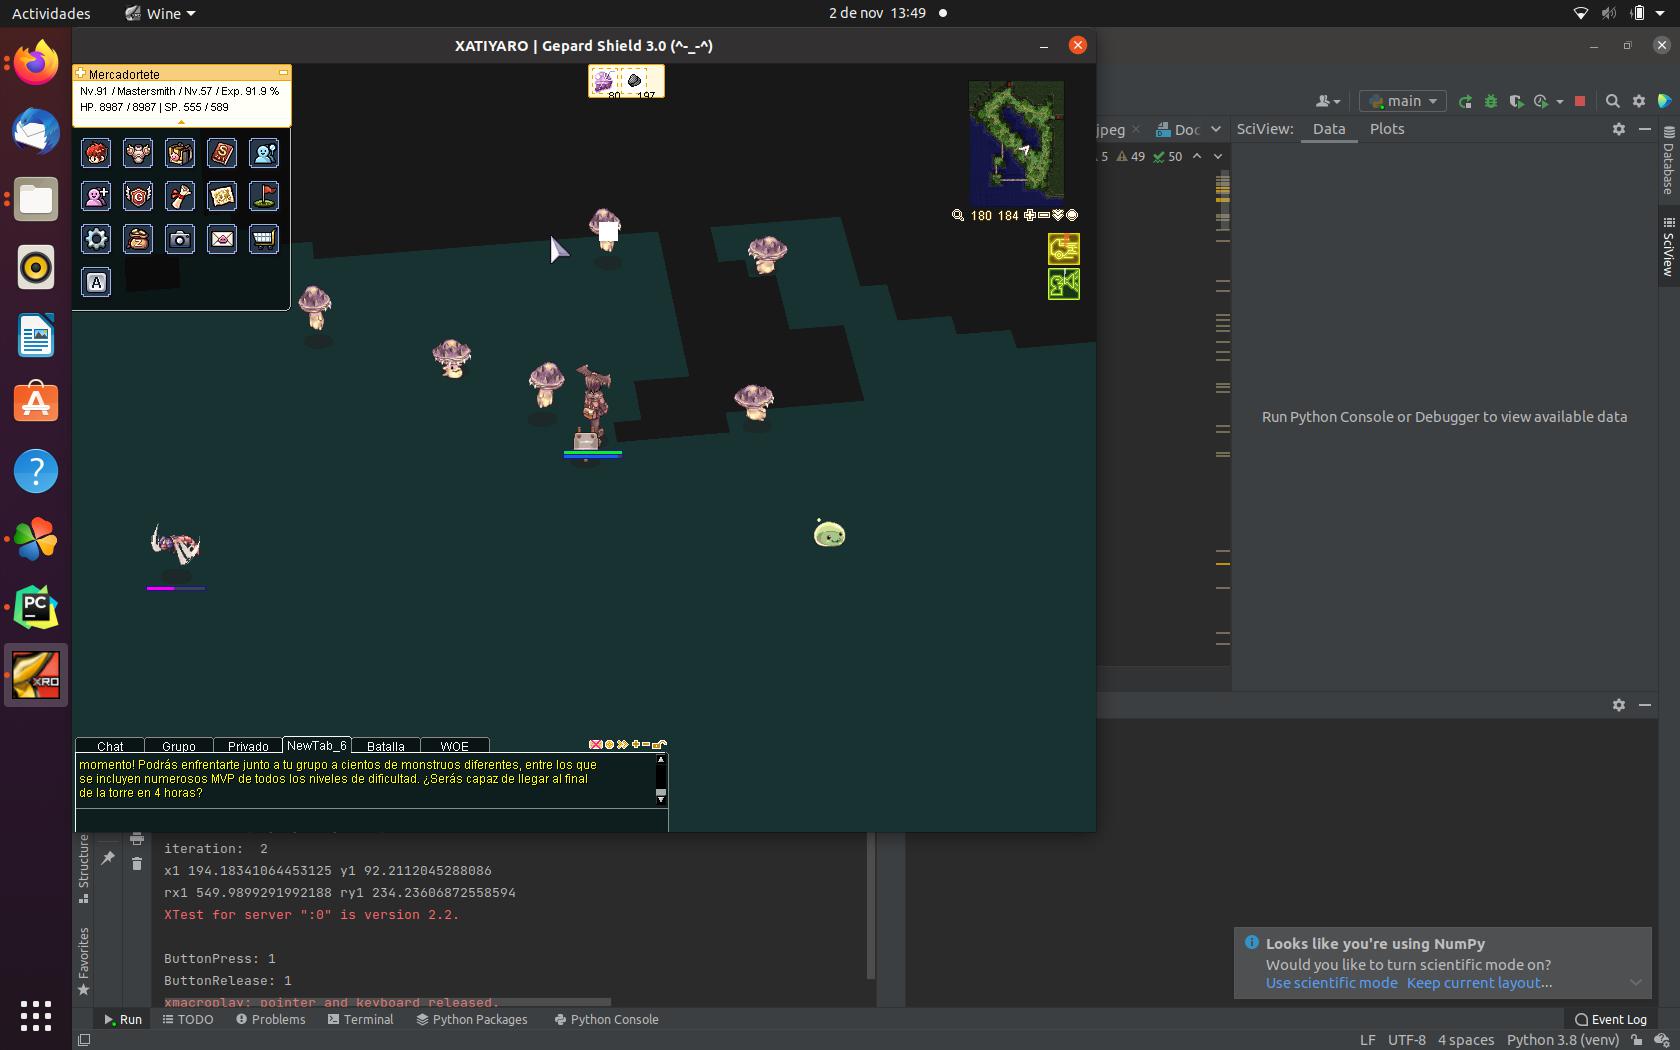 Actividades
Wine
2 de nov 13:49
XATIYARO | Gepard Shield 3.0 (^-_-^)
Mercadortete
Nv.91 / Mastersmith / Nv.57 / Exp. 91.9 %
HP. 8987 / 8987 | SP. 555 / 589
80 197
S
G
A
180 184
main
jpeg
Doc
SciView:
Data
Plots
5 49 50
Database
SciView
Run Python Console or Debugger to view available data
PC
XRO
Chat
Grupo
Privado
NewTab_6
Batalla
WOE
momento! Podrás enfrentarte junto a tu grupo a cientos de monstruos diferentes, entre los que
se incluyen numerosos MVP de todos los niveles de dificultad. ¿Serás capaz de llegar al final
de la torre en 4 horas?
Structure
Favorites
iteration:  2
x1 194.18341064453125 y1 92.2112045288086
rx1 549.9899291992188 ry1 234.23606872558594
XTest for server ":0" is version 2.2.
ButtonPress: 1
ButtonRelease: 1
xmacroplay: pointer and keyboard released.
Looks like you're using NumPy
Would you like to turn scientific mode on?
Use scientific mode Keep current layout...
Run
TODO
Problems
Terminal
Python Packages
Python Console
Event Log
LF UTF-8 4 spaces Python 3.8 (venv)